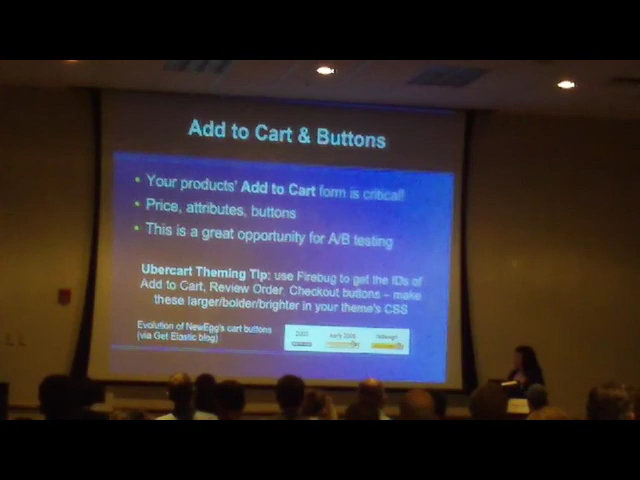 Add to Cart & Buttons
• Your products' Add to Cart form is critical!
• Price, attributes, buttons
• This is a great opportunity for A/B testing
Ubercart Theming Tip: use Firebug to get the IDs of
Add to Cart, Review Order, Checkout buttons – make
these larger/bolder/brighter in your theme's CSS
Evolution of NewEgg's cart buttons
(via Get Elastic blog)
early
redesign